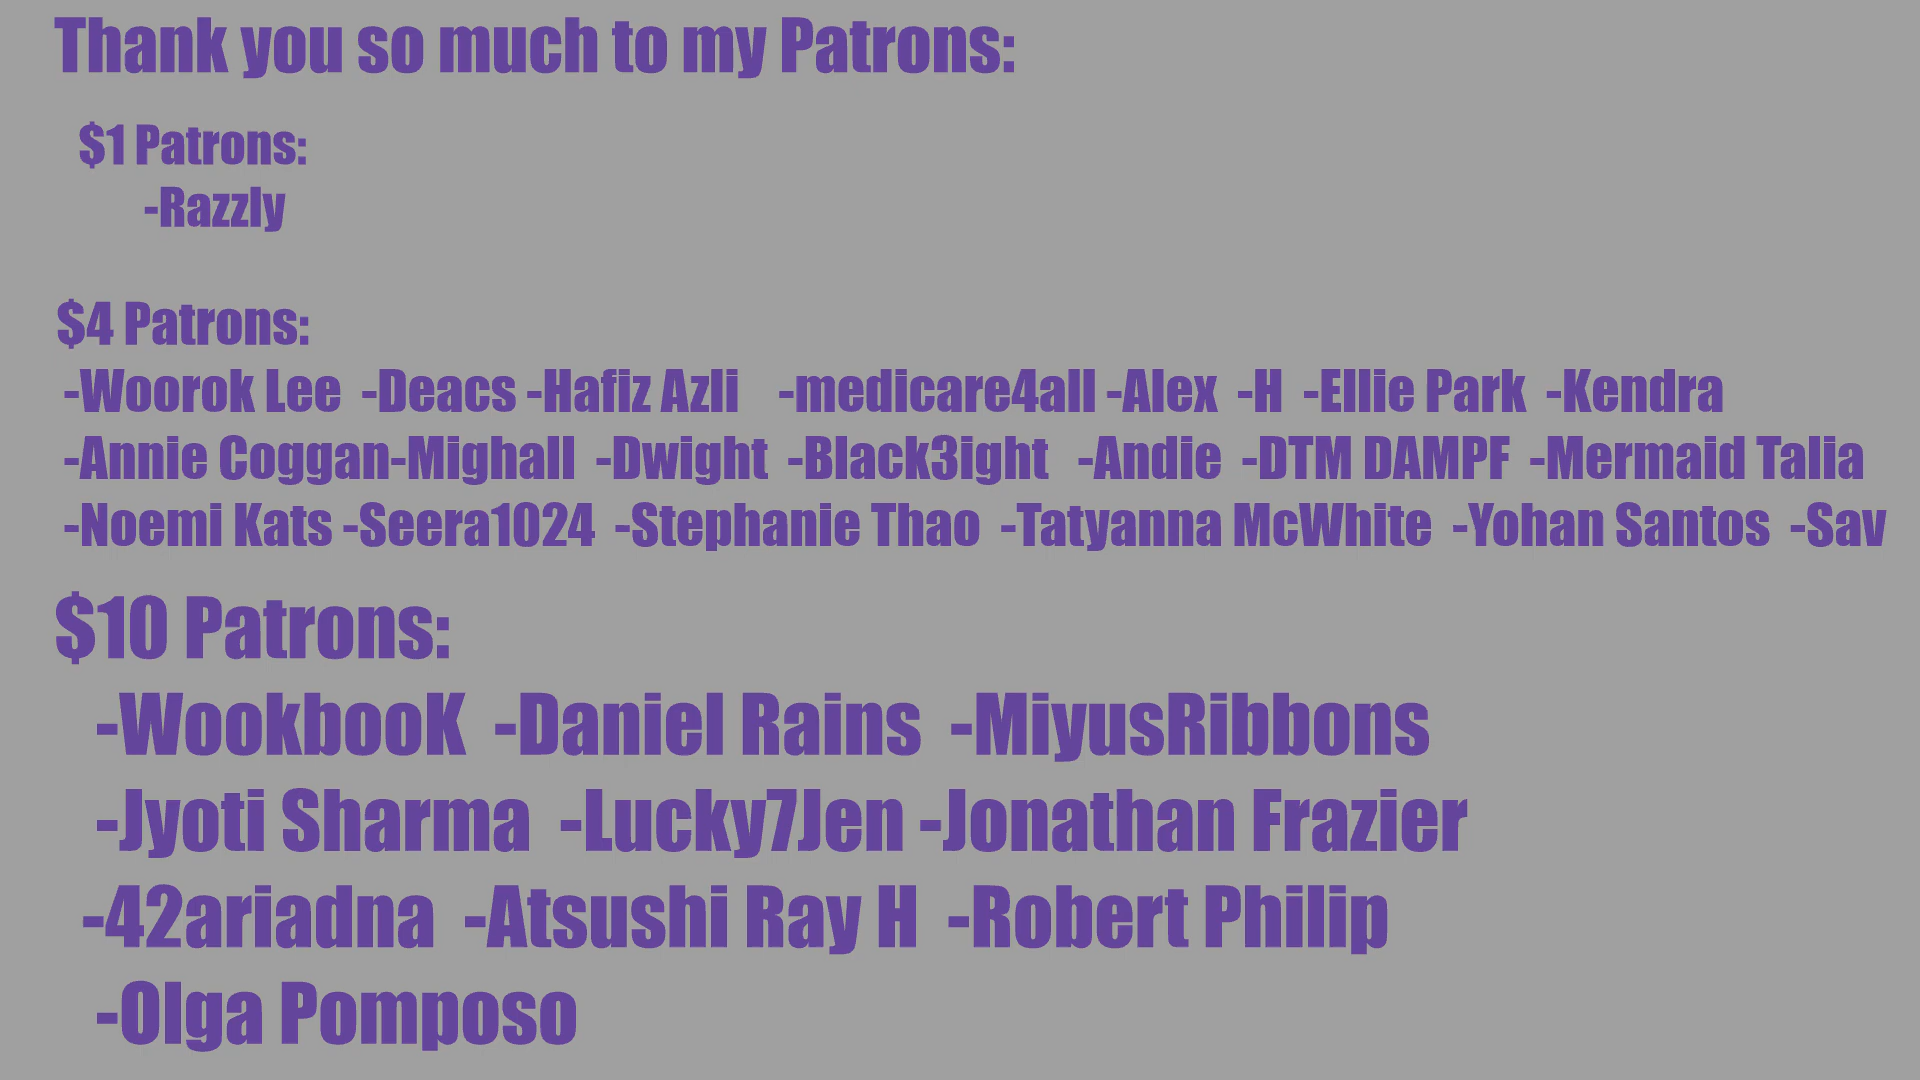 Thank you so much to my Patrons:
$1 Patrons:
-Razzly
$4 Patrons:
-Woorok Lee -Deacs -Hafiz Azli -medicare4all -Alex -H -Ellie Park -Kendra
-Annie Coggan-Mighall -Dwight -Black3ight -Andie -DTM DAMPF -Mermaid Talia
-Noemi Kats -Seera1024 -Stephanie Thao -Tatyanna McWhite -Yohan Santos -Sav
$10 Patrons:
-WookbooK -Daniel Rains -MiyusRibbons
-Jyoti Sharma -Lucky7Jen -Jonathan Frazier
-42ariadna -Atsushi Ray H -Robert Philip
-Olga Pomposo